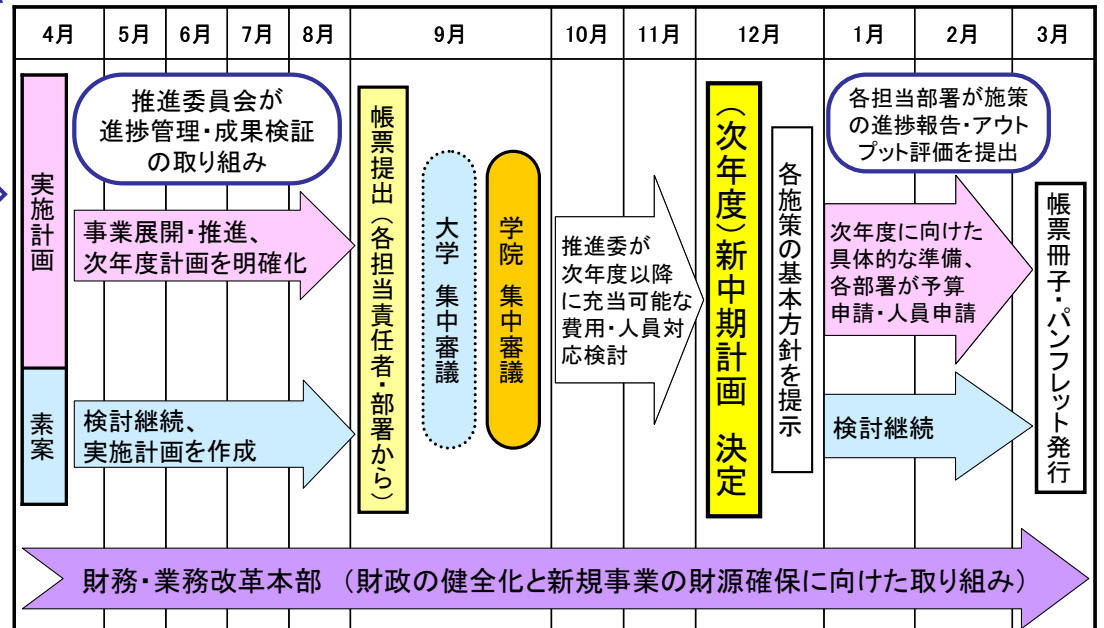 4月 5月 6月 7月 8月 9月 10月 11月 12月 1月 2月 3月
実施計画
素案
推進委員会が
進捗管理・成果検証
の取り組み
事業展開・推進、
次年度計画を明確化
検討継続、
実施計画を作成
帳票提出（各担当責任者・部署から）
大学 集中審議
学院 集中審議
推進委が
次年度以降
に充当可能な
費用・人員対
応検討
（次年度）新中期計画 決定
各施策の基本方針を提示
各担当部署が施策
の進捗報告・アウト
プット評価を提出
次年度に向けた
具体的な準備、
各部署が予算
申請・人員申請
検討継続
帳票冊子・パンフレット発行
財務・業務改革本部 （財政の健全化と新規事業の財源確保に向けた取り組み）